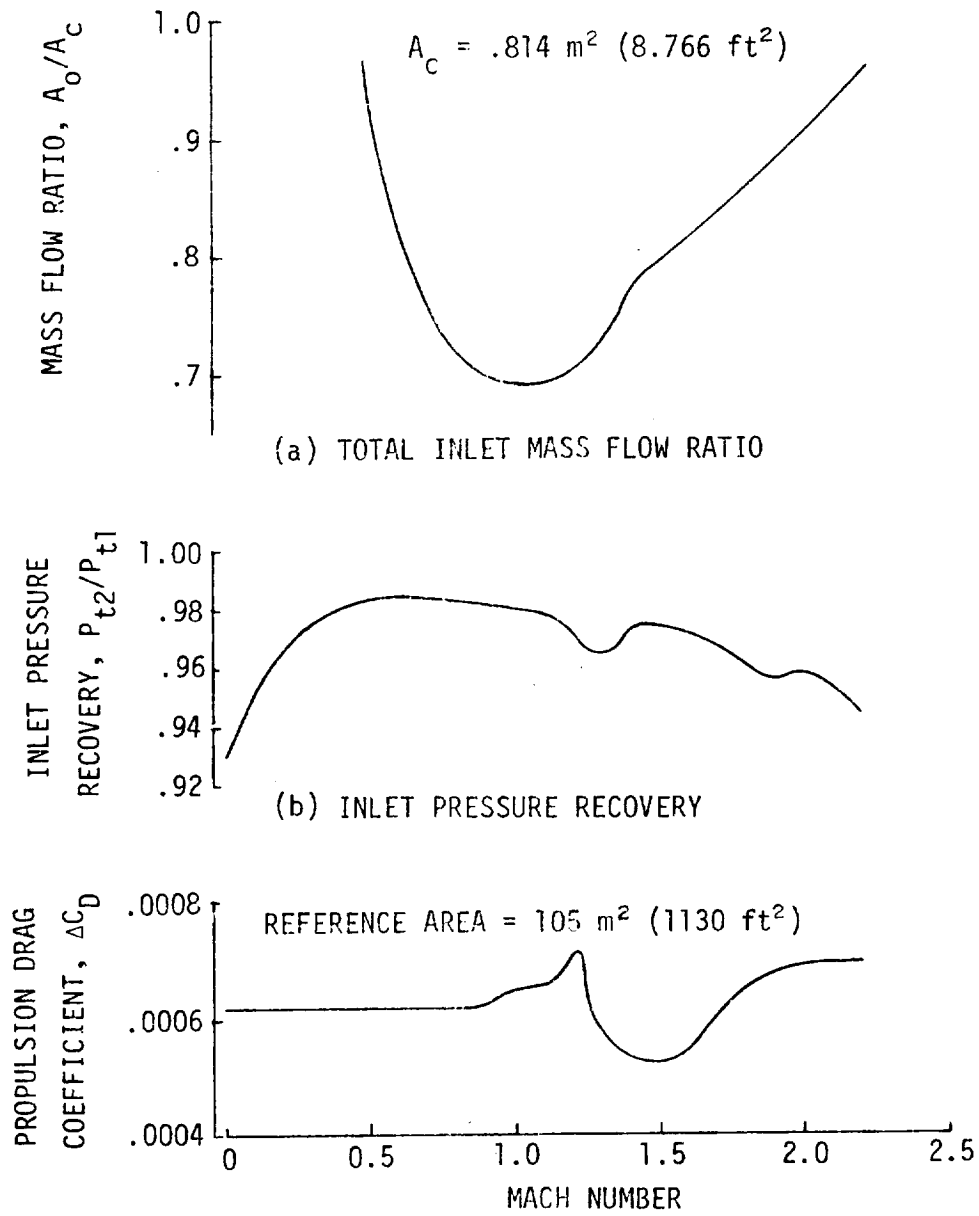 MASS FLOW RATIO, A₀/A_c
1.0
.9
.8
.7
A_c = .814 m² (8.766 ft²)
(a) TOTAL INLET MASS FLOW RATIO
INLET PRESSURE
RECOVERY, P_t2/P_t1
1.00
.98
.96
.94
.92
(b) INLET PRESSURE RECOVERY
PROPULSION DRAG
COEFFICIENT, ΔC_D
.0008
.0006
.0004
REFERENCE AREA = 105 m² (1130 ft²)
0 0.5 1.0 1.5 2.0 2.5
MACH NUMBER